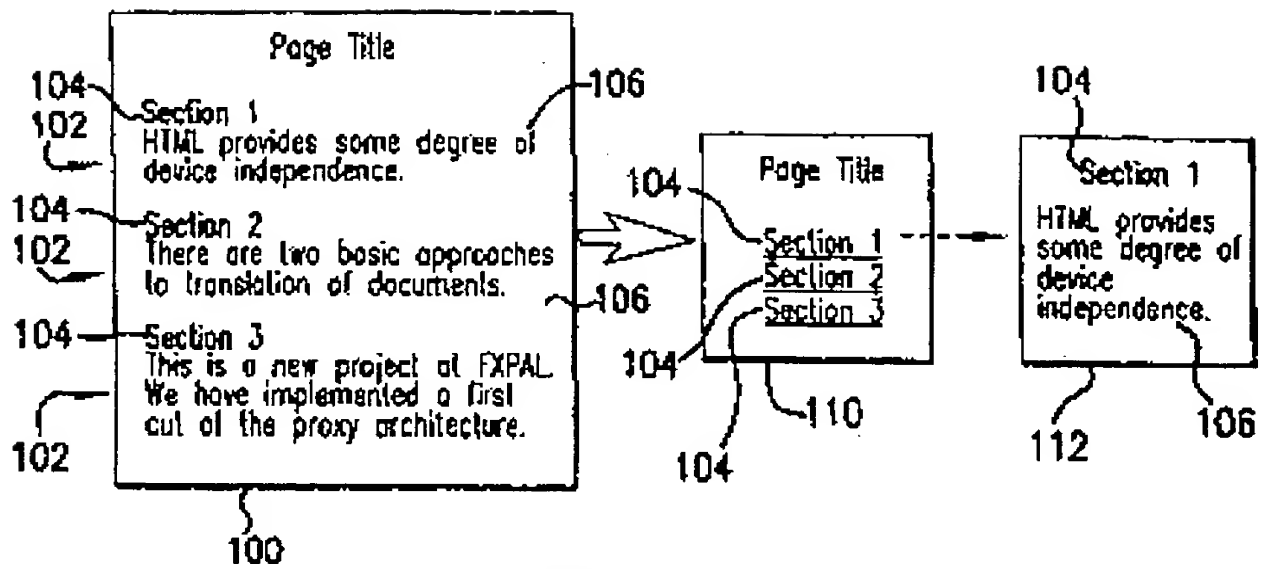 Page Title
104
Section 1
106
102
HTML provides some degree of
device independence.
104
Section 2
102
There are two basic approaches
to translation of documents.
106
104
Section 3
This is a new project at FXPAL.
We have implemented a first
102
cut of the proxy architecture.
100
Page Title
104
Section 1
Section 2
104
Section 3
104
110
104
Section 1
HTML provides
some degree of
device
independence.
106
112